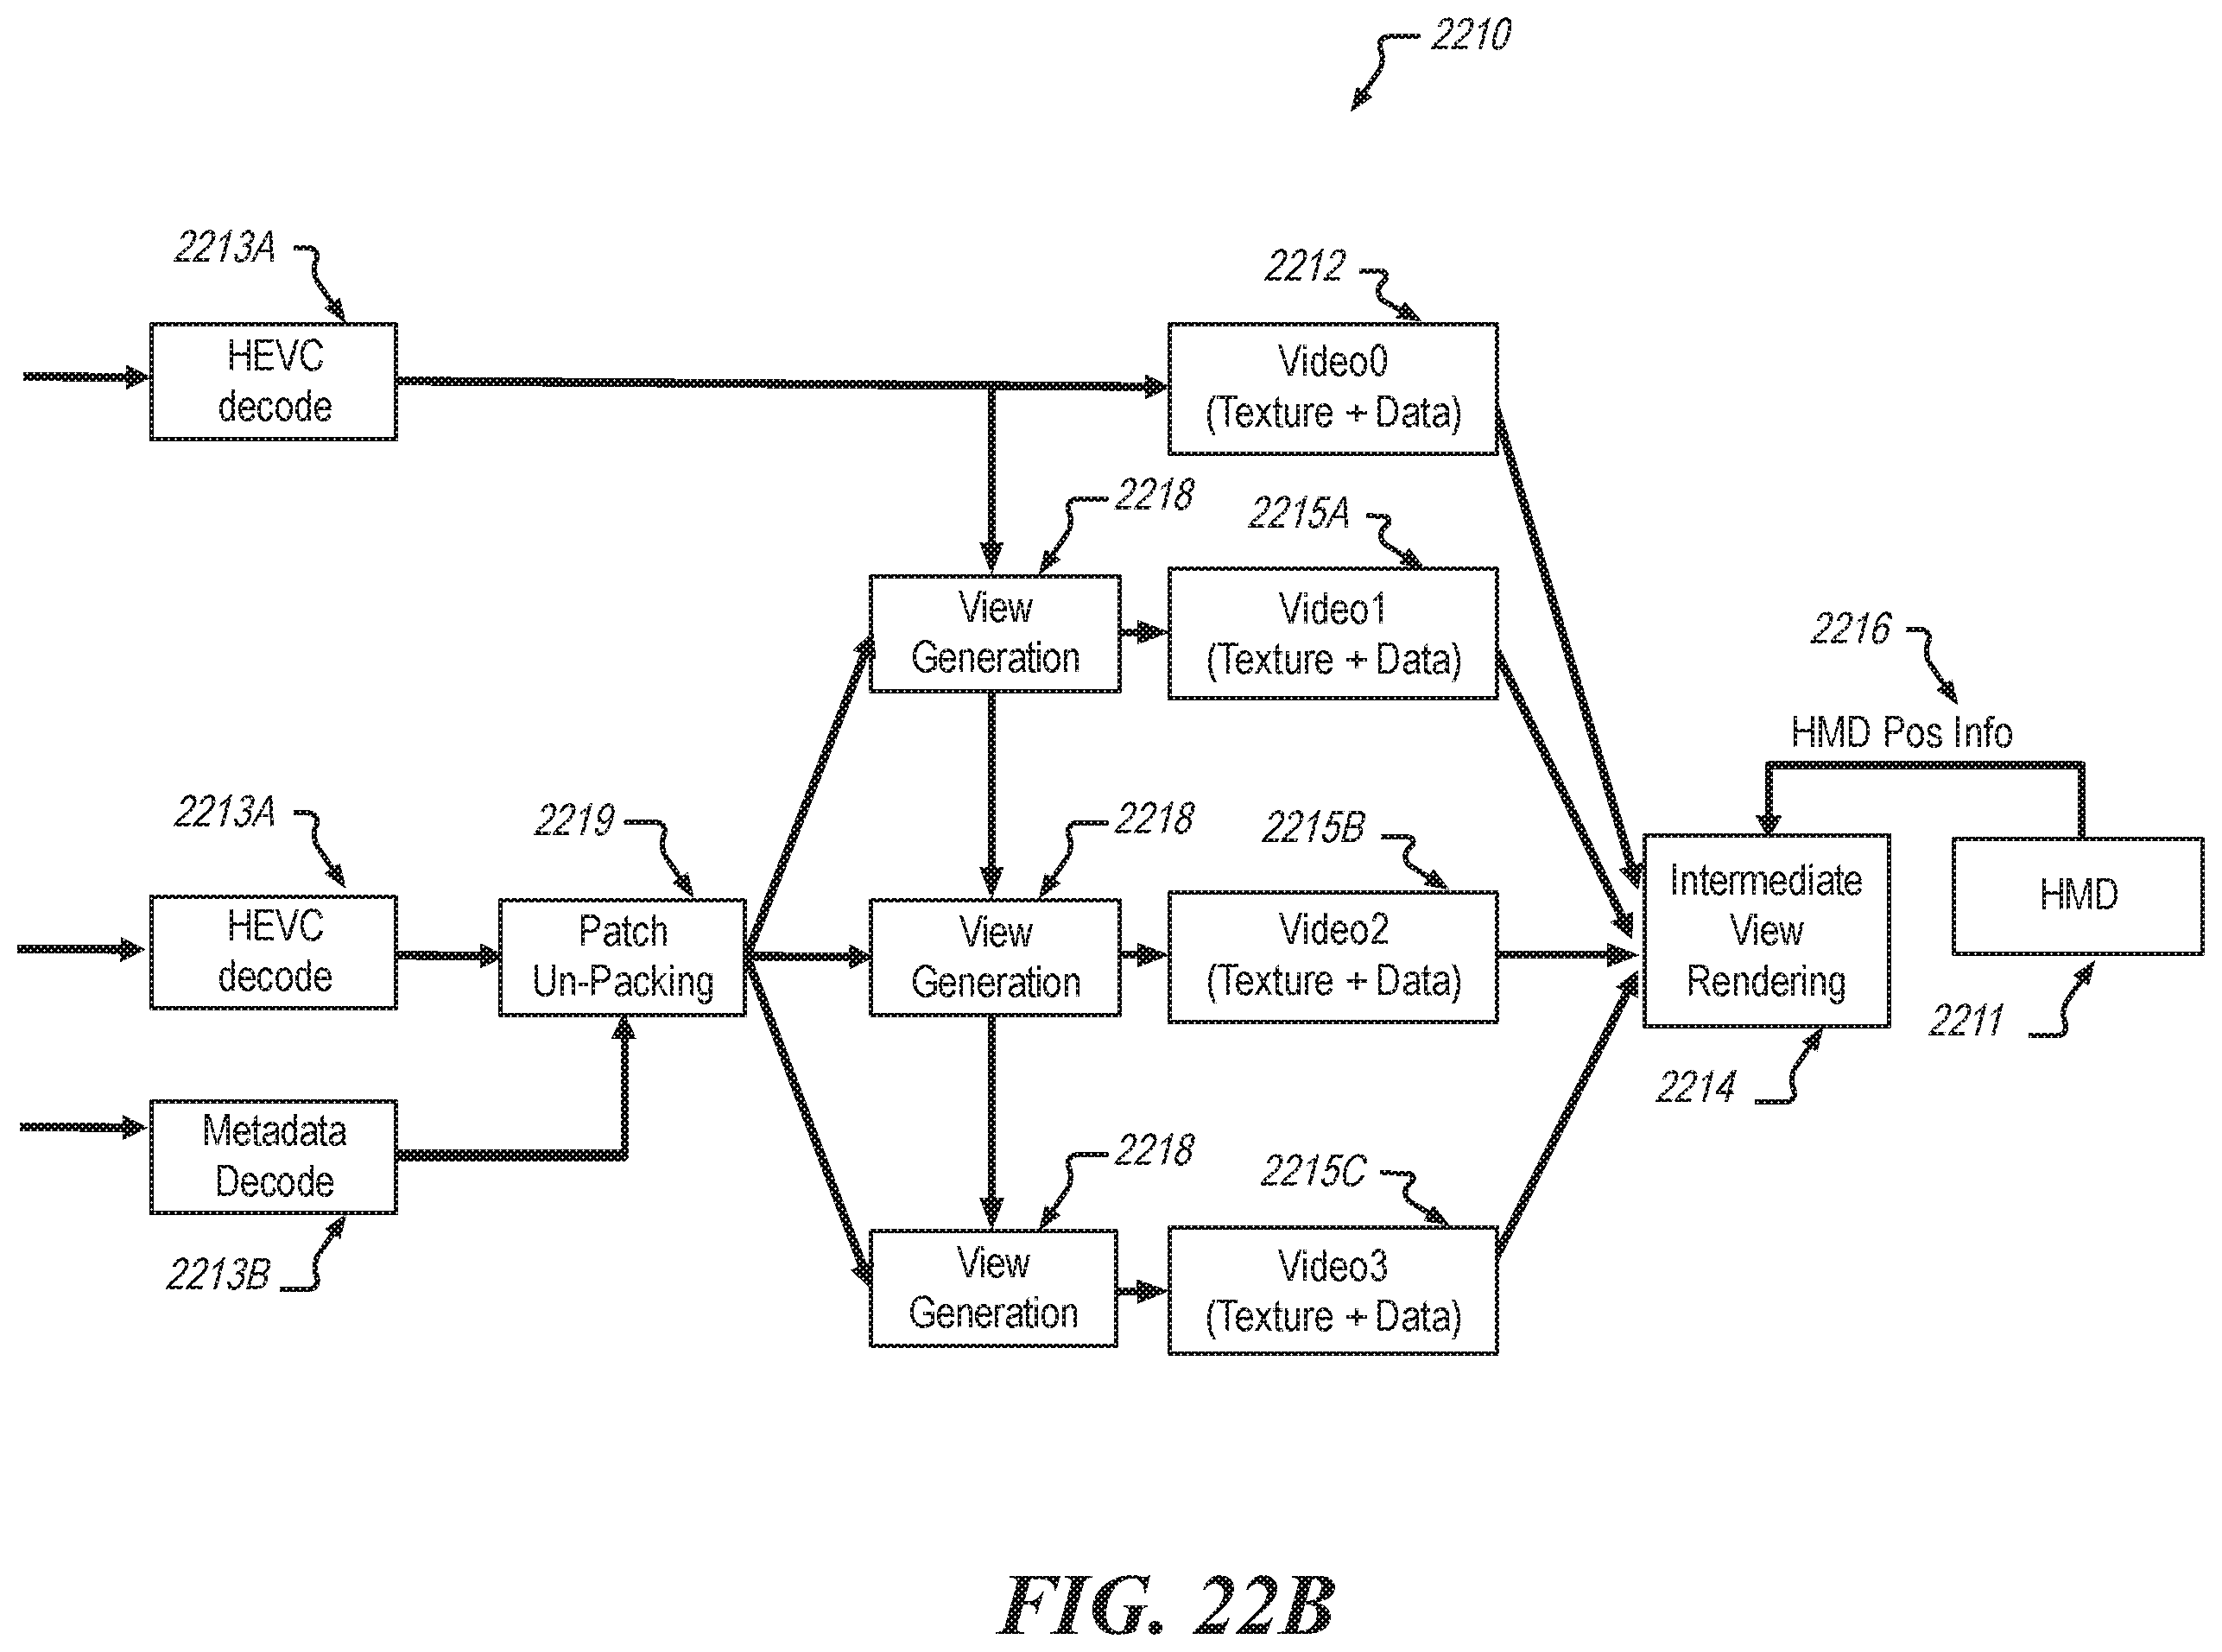 2210
2213A
HEVC
decode
2212
Video0
(Texture + Data)
2218
View
Generation
2215A
Video1
(Texture + Data)
2216
HMD Pos Info
2213A
HEVC
decode
2219
Patch
Un-Packing
2218
View
Generation
2215B
Video2
(Texture + Data)
Intermediate
View
Rendering
2214
HMD
2211
Metadata
Decode
2213B
2218
View
Generation
2215C
Video3
(Texture + Data)
FIG. 22B